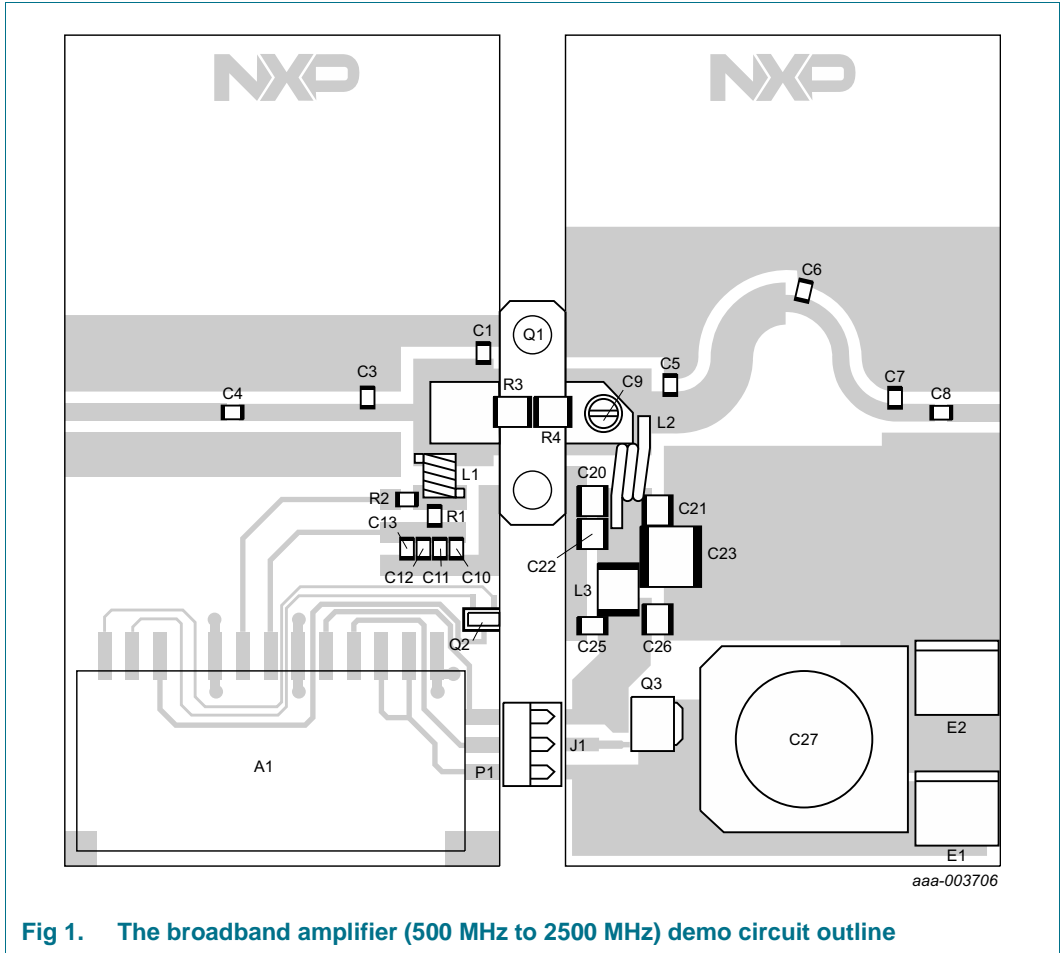 NXP NXP
C6
C1 Q1
C3 C5
R3 C9 C7
C4 C8
R4 L2
L1 C20
R2 C21
C13 R1
C23
C12 C11 C10 C22
L3
Q2 C25 C26
Q3
E2
A1 P1 J1 C27
E1
aaa-003706
Fig 1. The broadband amplifier (500 MHz to 2500 MHz) demo circuit outline